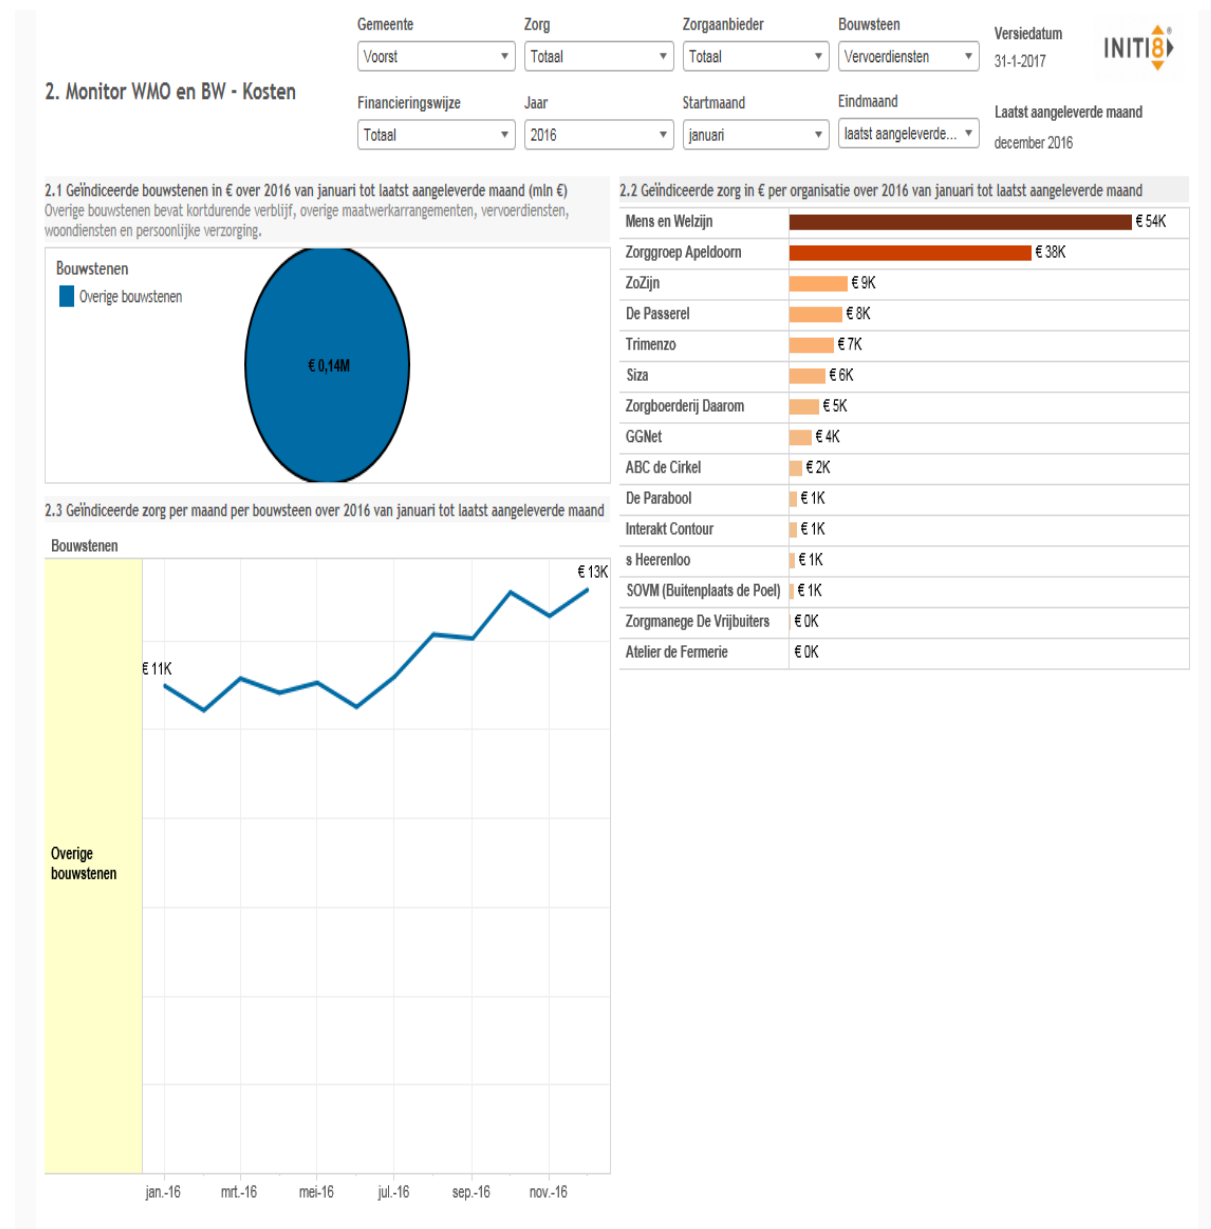 Gemeente
Zorg
Zorgaanbieder
Bouwsteen
Versiedatum
INITI8
Voorst
Totaal
Totaal
Vervoerdiensten
31-1-2017
2. Monitor WMO en BW - Kosten
Financieringswijze
Jaar
Startmaand
Eindmaand
Laatst aangeleverde maand
Totaal
2016
januari
laatst aangeleverde...
december 2016
2.1 Geïndiceerde bouwstenen in € over 2016 van januari tot laatst aangeleverde maand (mln €)
Overige bouwstenen bevat kortdurende verblijf, overige maatwerkarrangementen, vervoerdiensten,
woondiensten en persoonlijke verzorging.
Bouwstenen
Overige bouwstenen
€ 0,14M
2.2 Geïndiceerde zorg in € per organisatie over 2016 van januari tot laatst aangeleverde maand
Mens en Welzijn € 54K
Zorggroep Apeldoorn € 38K
ZoZijn € 9K
De Passerel € 8K
Trimenzo € 7K
Siza € 6K
Zorgboerderij Daarom € 5K
GGNet € 4K
ABC de Cirkel € 2K
De Parabool € 1K
Interakt Contour € 1K
s Heerenloo € 1K
SOVM (Buitenplaats de Poel) € 1K
Zorgmanege De Vrijbuiters € 0K
Atelier de Fermerie € 0K
2.3 Geïndiceerde zorg per maand per bouwsteen over 2016 van januari tot laatst aangeleverde maand
Bouwstenen
€ 13K
€ 11K
Overige
bouwstenen
jan.-16 mrt.-16 mei-16 jul.-16 sep.-16 nov.-16